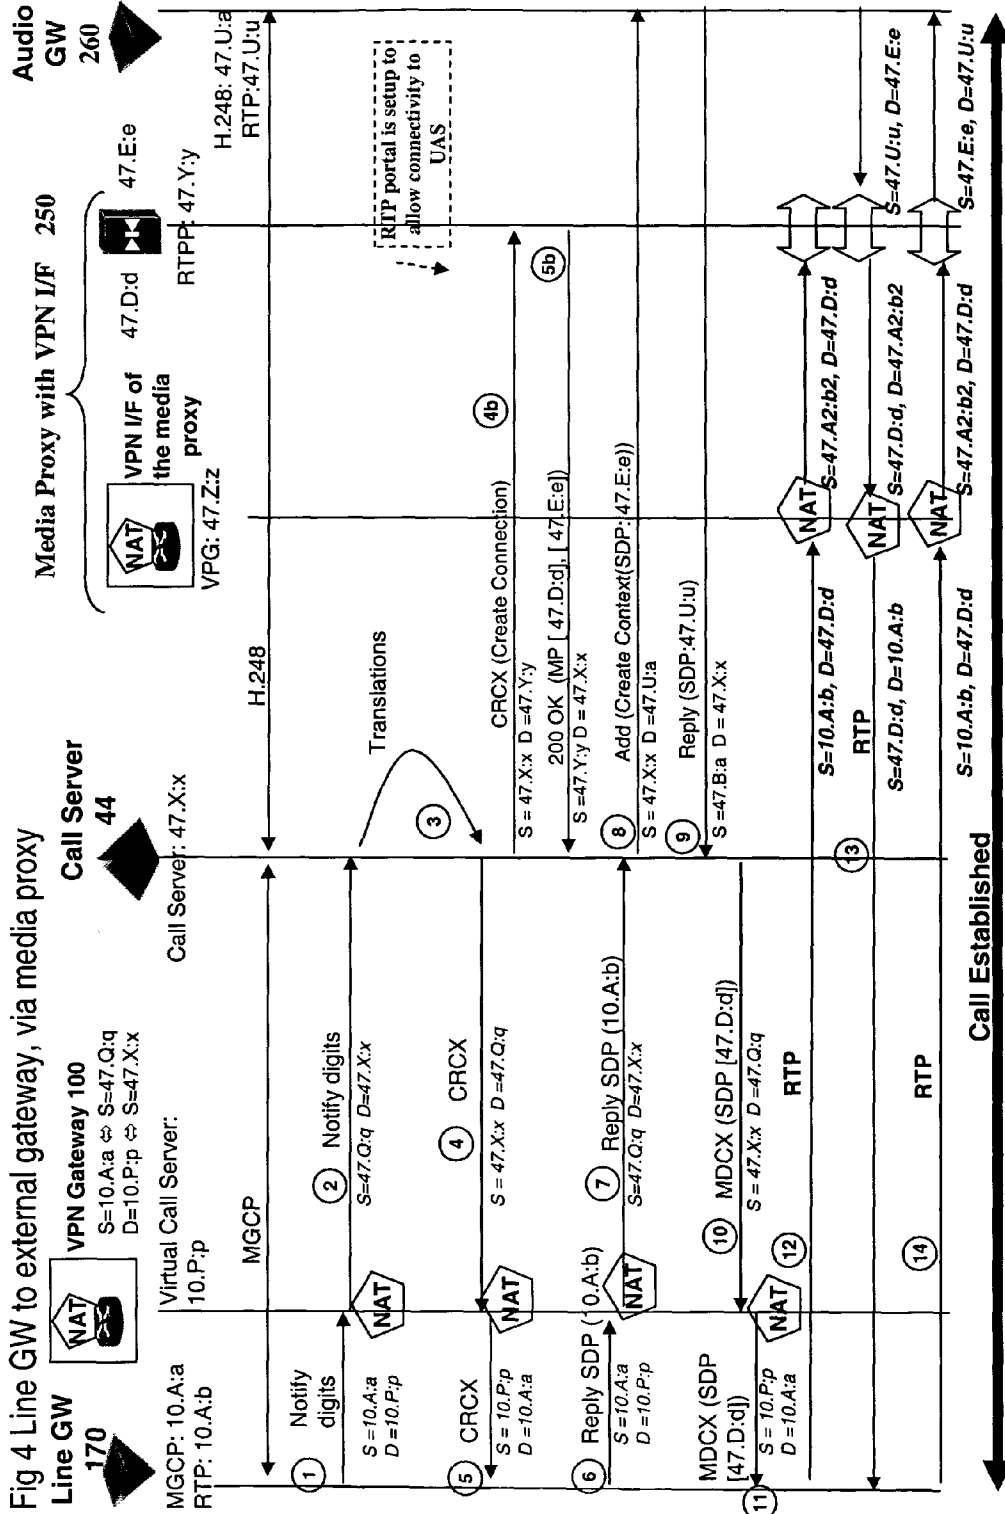 Fig 4 Line GW to external gateway, via media proxy
Line GW
170
MGCP: 10.A:a
RTP: 10.A:b
NAT
VPN Gateway 100
S=10.A:a ⇔ S=47.Q:q
D=10.P:p ⇔ S=47.X:x
Virtual Call Server:
10.P:p
Call Server
44
Call Server: 47.X:x
Media Proxy with VPN I/F 250
NAT
VPN I/F of
the media
proxy
VPG: 47.Z:z
47.D:d
47.E:e
RTPP: 47.Y:y
Audio
GW
260
H.248: 47.U:a
RTP:47.U:u
MGCP
H.248
RTP portal is setup to
allow connectivity to
UAS
1
Notify
digits
S =10.A:a
D =10.P:p
NAT
2
Notify digits
S=47.Q:q D=47.X:x
Translations
3
4
CRCX
S = 47.X:x D =47.Q:q
NAT
5
CRCX
S = 10.P:p
D = 10.A:a
4b
CRCX (Create Connection)
S = 47.X:x D =47.Y:y
5b
200 OK (MP [ 47.D:d], [ 47.E:e])
S =47.Y:y D = 47.X:x
6
Reply SDP (10.A:b)
S =10.A:a
D =10.P:p
NAT
7
Reply SDP (10.A:b)
S=47.Q:q D=47.X:x
8
Add (Create Context(SDP: 47.E:e))
S = 47.X:x D =47.U:a
9
Reply (SDP:47.U:u)
S =47.B:a D = 47.X:x
10
MDCX (SDP [47.D:d])
S = 47.X:x D =47.Q:q
NAT
11
MDCX (SDP
[47.D:d])
S = 10.P:p
D =10.A:a
12
RTP
S=10.A:b, D=47.D:d
NAT
S=47.A2:b2, D=47.D:d
13
RTP
S=47.D:d, D=10.A:b
NAT
S=47.D:d, D=47.A2:b2
S=47.U:u, D=47.E:e
14
RTP
S=10.A:b, D=47.D:d
NAT
S=47.A2:b2, D=47.D:d
S=47.E:e, D=47.U:u
Call Established